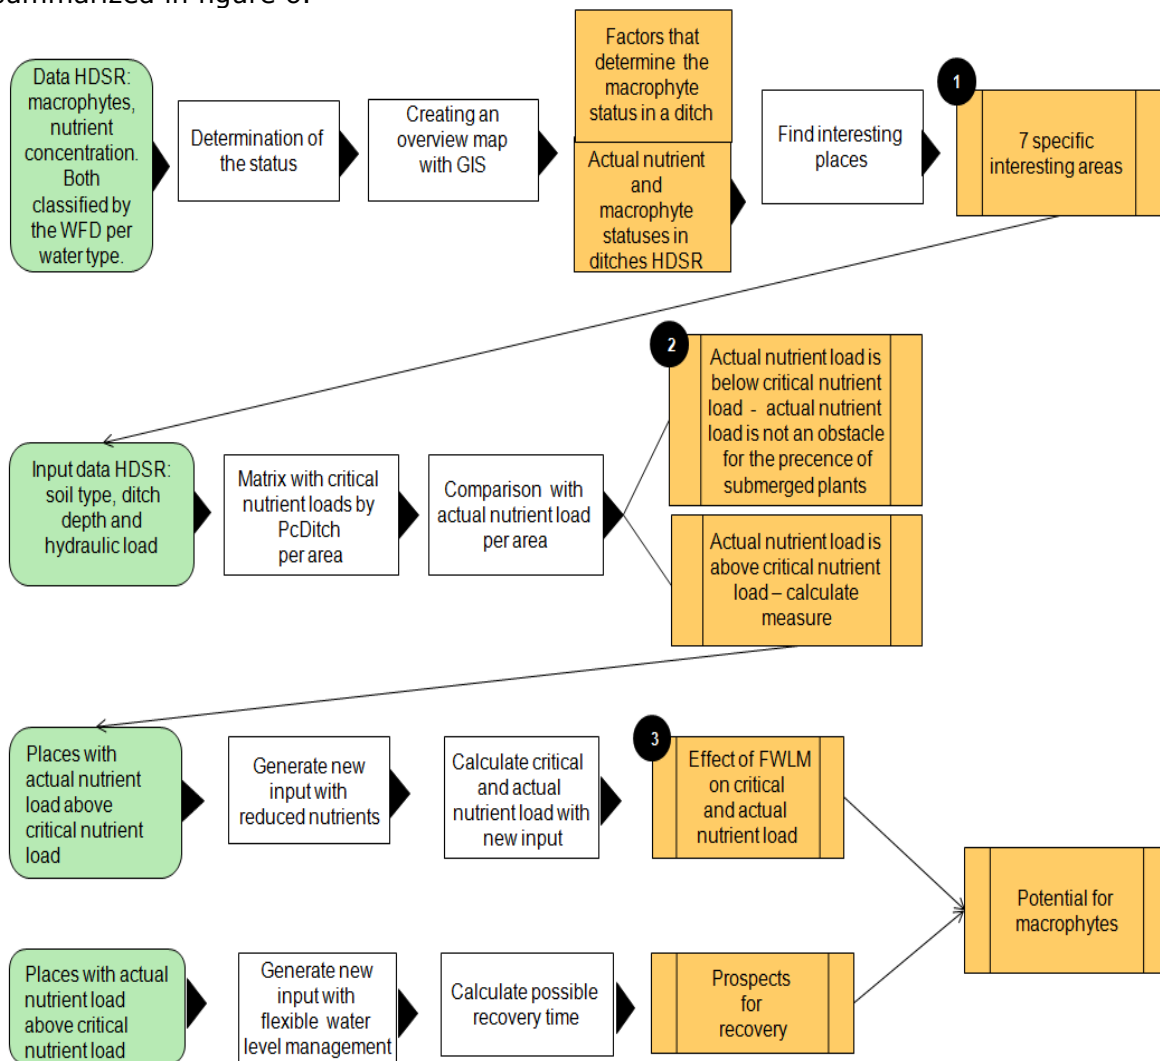 summarized in figure 6.
Data HDSR:
macrophytes,
nutrient
concentration.
Both
classified by
the WFD per
water type.
Determination of
the status
Creating an
overview map
with GIS
Factors that
determine the
macrophyte
status in a ditch
Actual nutrient
and
macrophyte
statuses in
ditches HDSR
Find interesting
places
1
7 specific
interesting areas
Input data HDSR:
soil type, ditch
depth and
hydraulic load
Matrix with critical
nutrient loads by
PcDitch
per area
Comparison with
actual nutrient load
per area
2
Actual nutrient load is
below critical nutrient
load - actual nutrient
load is not an obstacle
for the precence of
submerged plants
Actual nutrient load is
above critical nutrient
load – calculate
measure
Places with
actual nutrient
load above
critical nutrient
load
Generate new
input with
reduced nutrients
Calculate critical
and actual
nutrient load with
new input
3
Effect of FWLM
on critical
and actual
nutrient load
Potential for
macrophytes
Places with actual
nutrient load
above critical
nutrient load
Generate new
input with
flexible water
level management
Calculate possible
recovery time
Prospects
for
recovery